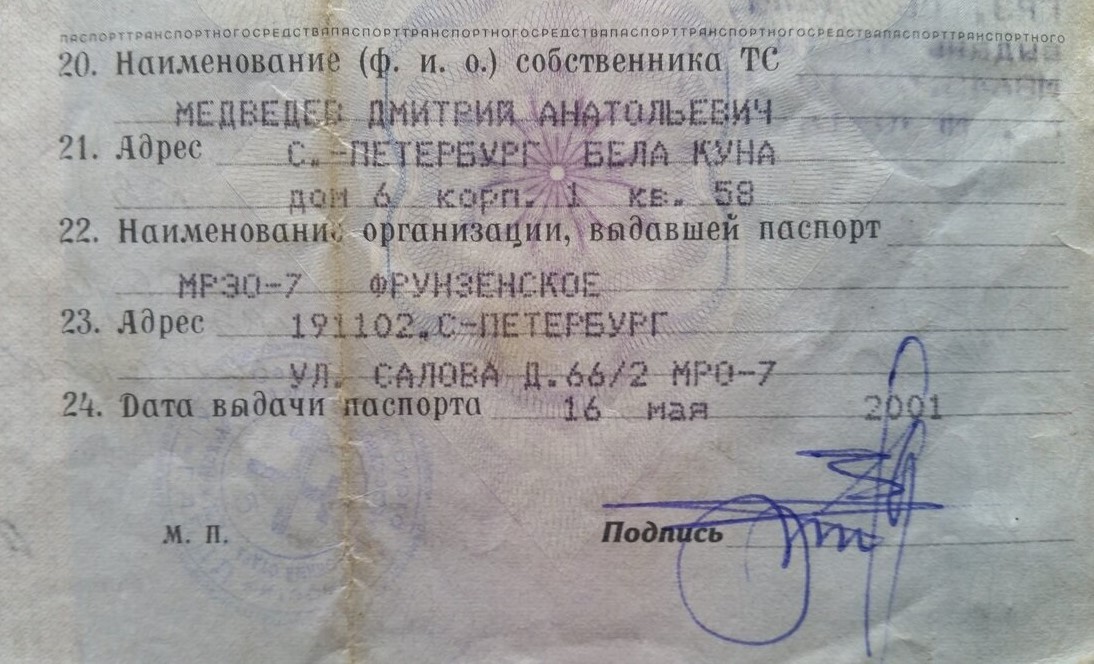 ПАСПОРТТРАНСПОРТНОГОСРЕДСТВАПАСПОРТТРАНСПОРТНОГОСРЕДСТВАПАСПОРТТРАНСПОРТНОГОСРЕДСТВАПАСПОРТТРАНСПОРТНОГО
20. Наименование (ф. и. о.) собственника ТС
МЕДВЕДЕВ ДМИТРИЙ АНАТОЛЬЕВИЧ
21. Адрес С.-ПЕТЕРБУРГ БЕЛА КУНА
дом 6 корп. 1 кв. 58
22. Наименование организации, выдавшей паспорт
МРЭО-7 ФРУНЗЕНСКОЕ
23. Адрес 191102,С-ПЕТЕРБУРГ
УЛ. САЛОВА Д.66/2 МРО-7
24. Дата выдачи паспорта 16 мая 2001
М. П. Подпись